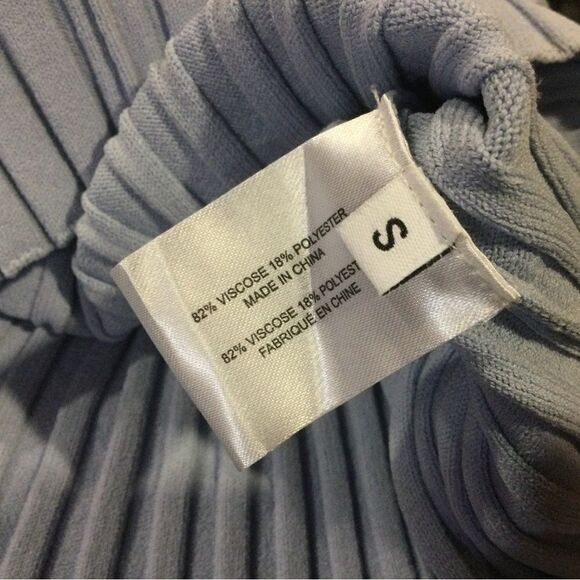 82% VISCOSE 18% POLYESTER
MADE IN CHINA
82% VISCOSE 18% POLYEST
FABRIQUÉ EN CHINE
S